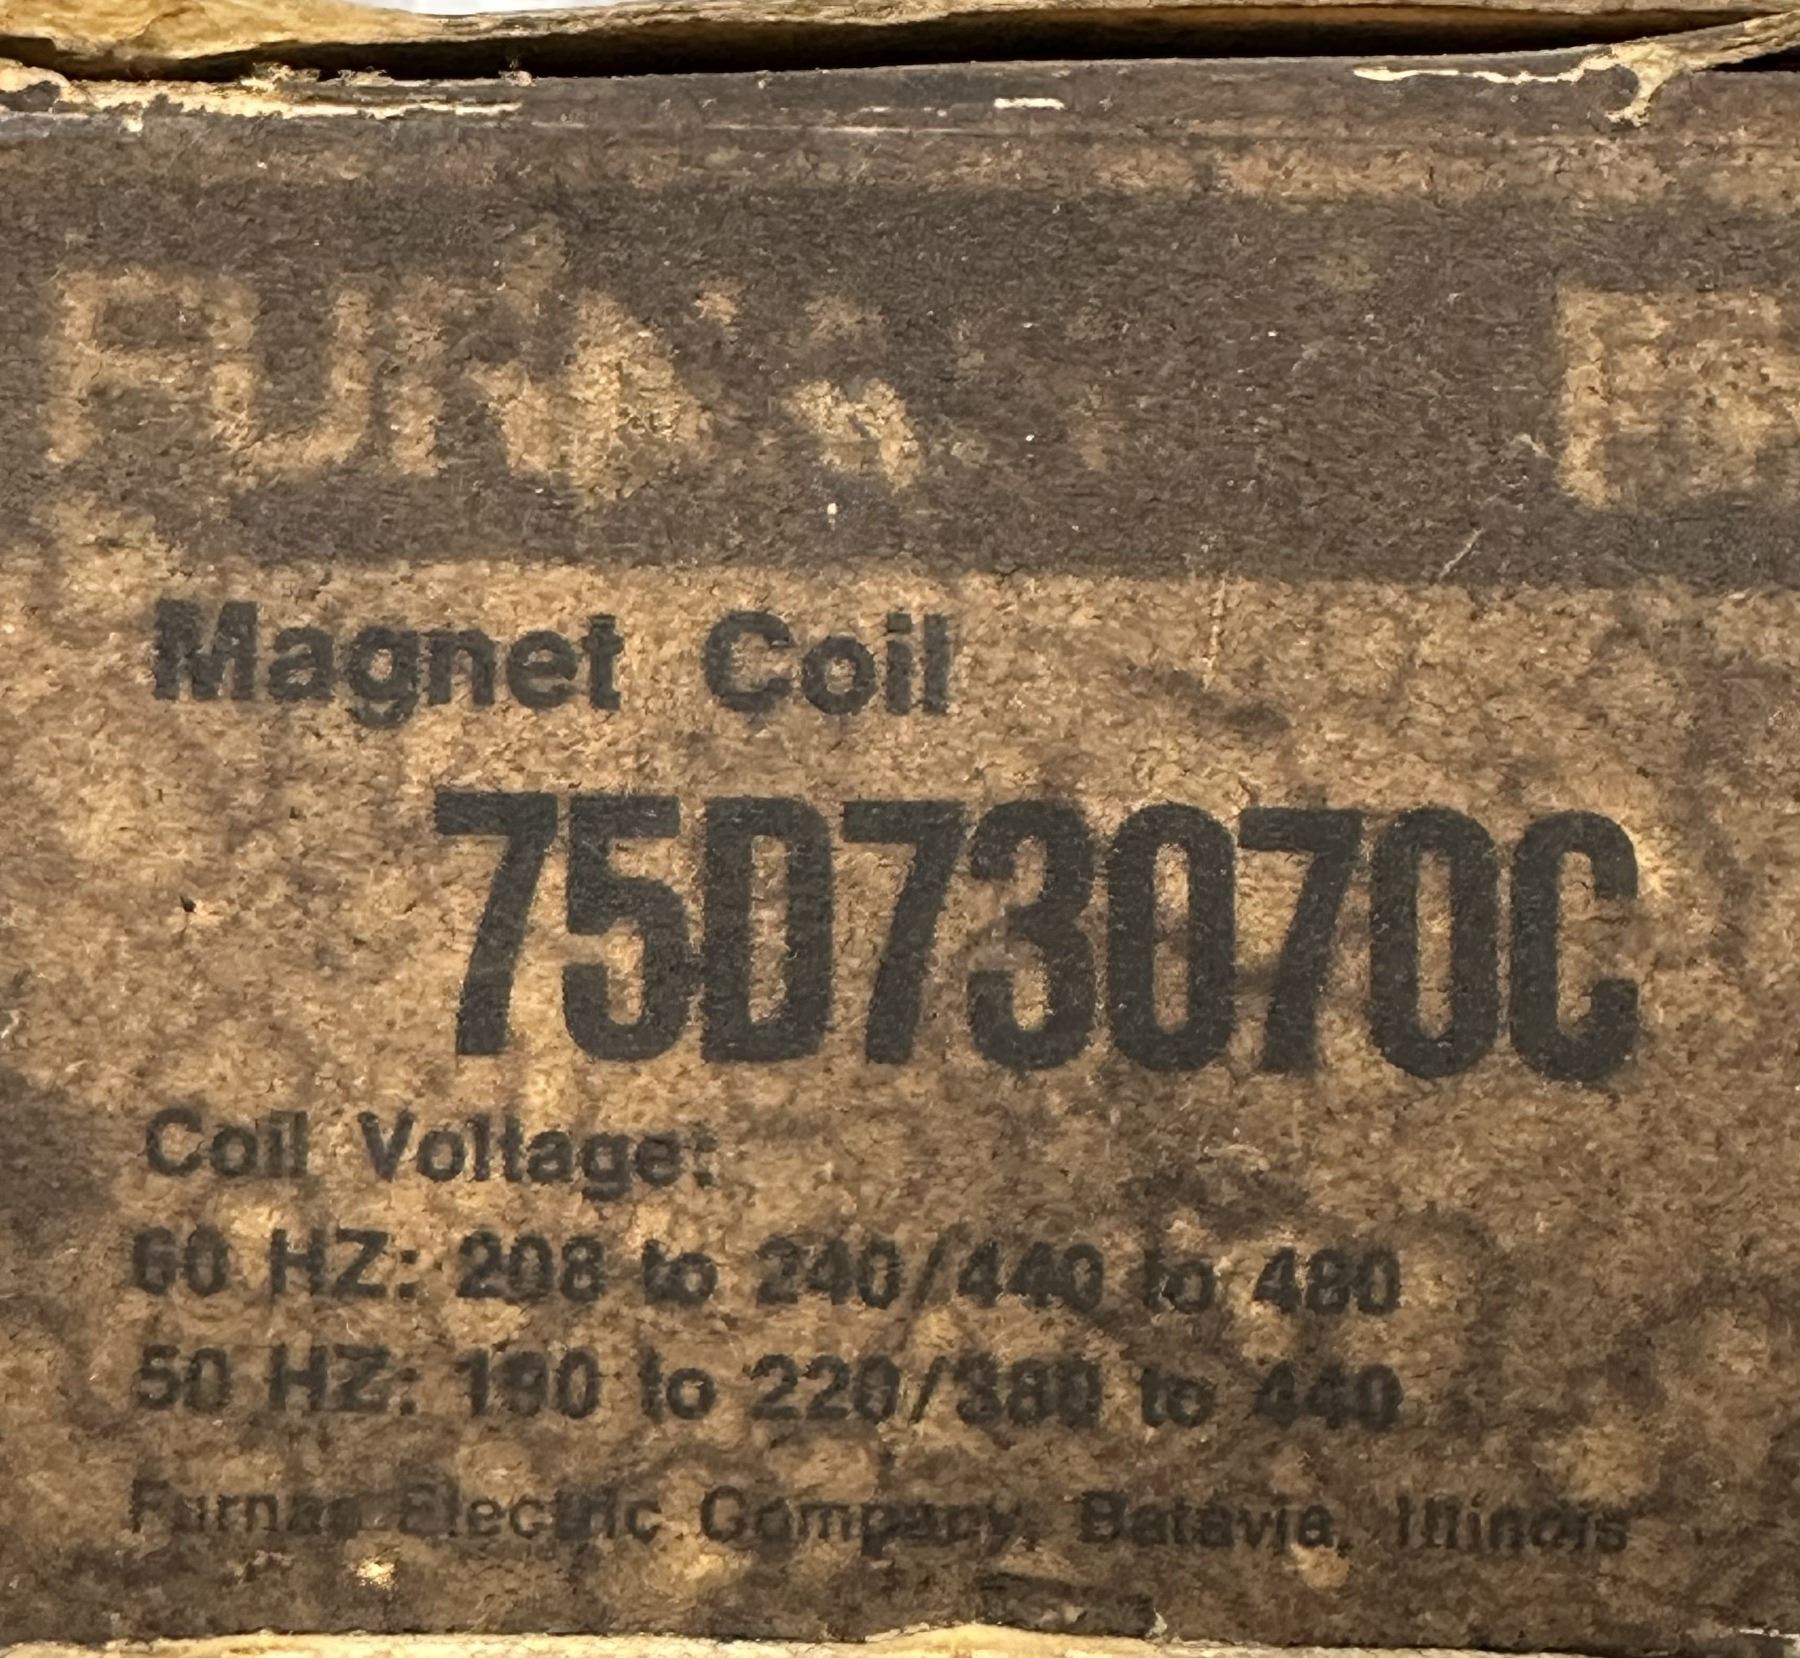 FURNAS
Magnet Coil
75D73070C
Coil Voltage:
60 HZ: 208 to 240/440 to 480
50 HZ: 190 to 220/380 to 440
Furnas Electric Company, Batavia, Illinois